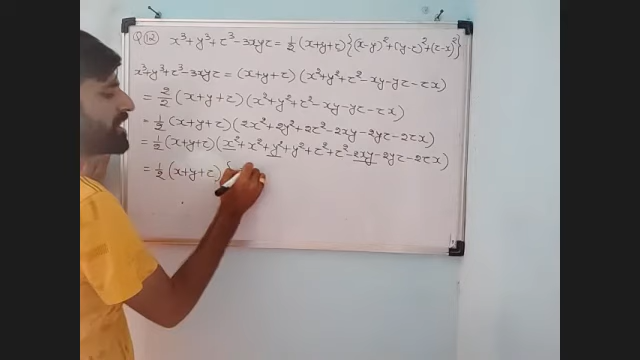 Q(12) x³+y³+z³-3xyz = 1/2 (x+y+z) {(x-y)²+(y-z)²+(z-x)²}
x³+y³+z³-3xyz = (x+y+z) (x²+y²+z²-xy-yz-zx)
= 2/2 (x+y+z) (x²+y²+z²-xy-yz-zx)
= 1/2 (x+y+z) (2x²+2y²+2z²-2xy-2yz-2zx)
= 1/2 (x+y+z) (x²+x²+y²+y²+z²+z²-2xy-2yz-2zx)
= 1/2 (x+y+z) {